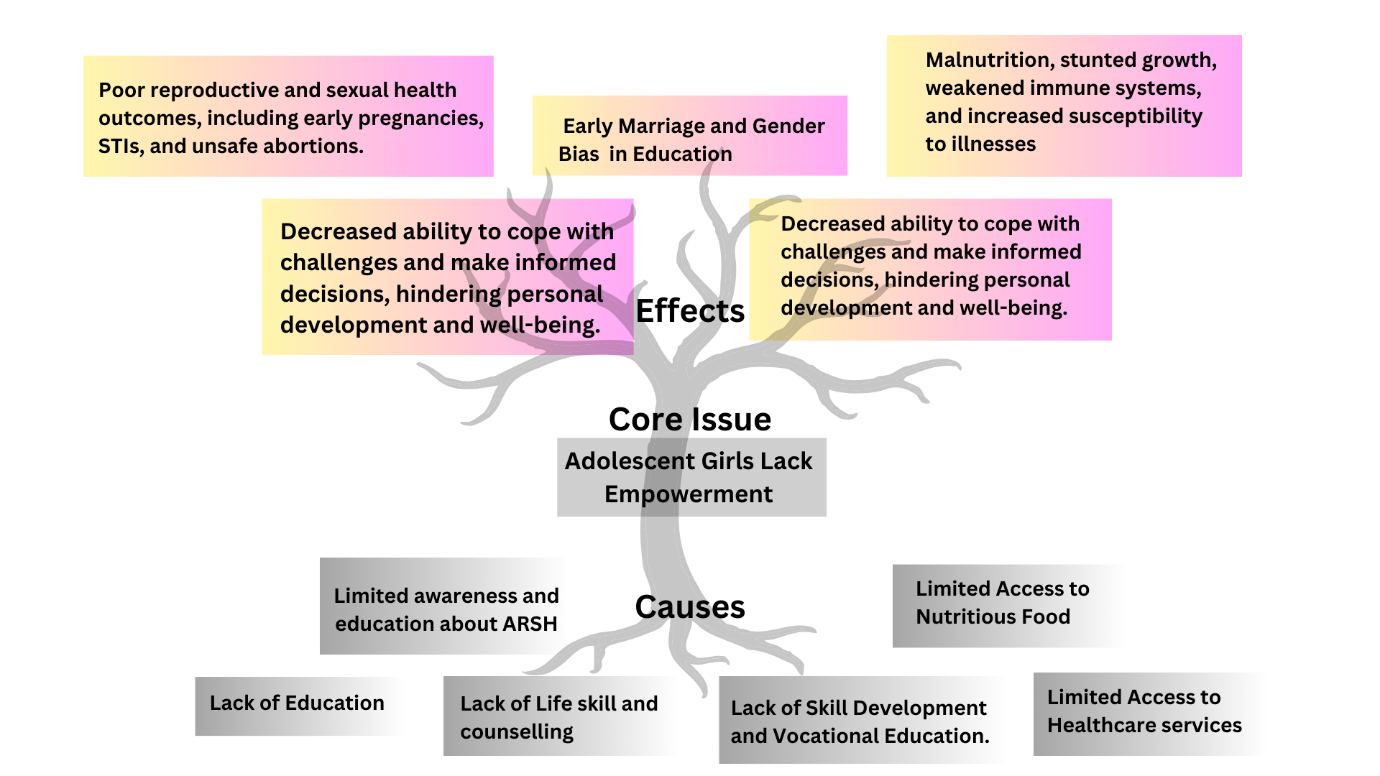 Poor reproductive and sexual health
outcomes, including early pregnancies,
STIs, and unsafe abortions.
Early Marriage and Gender
Bias in Education
Malnutrition, stunted growth,
weakened immune systems,
and increased susceptibility
to illnesses
Decreased ability to cope with
challenges and make informed
decisions, hindering personal
development and well-being.
Effects
Decreased ability to cope with
challenges and make informed
decisions, hindering personal
development and well-being.
Core Issue
Adolescent Girls Lack
Empowerment
Limited awareness and
education about ARSH
Causes
Limited Access to
Nutritious Food
Lack of Education
Lack of Life skill and
counselling
Lack of Skill Development
and Vocational Education.
Limited Access to
Healthcare services